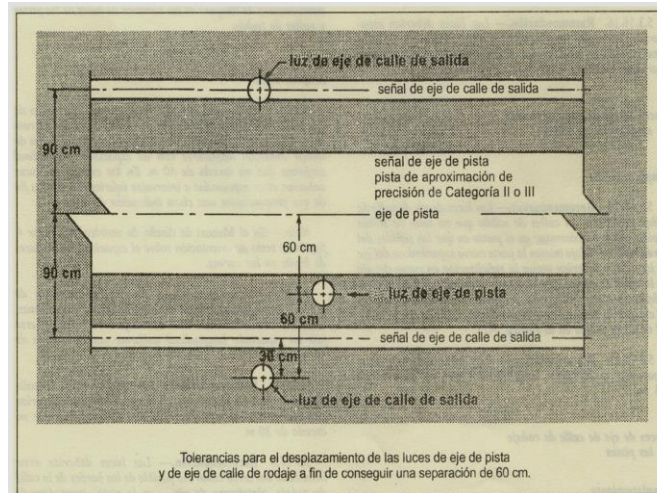 luz de eje de calle de salida
señal de eje de calle de salida
90 cm
señal de eje de pista
pista de aproximación de
precisión de Categoría II o III
eje de pista
60 cm
90 cm
luz de eje de pista
60 cm
señal de eje de calle de salida
30 cm
luz de eje de calle de salida
Tolerancias para el desplazamiento de las luces de eje de pista
y de eje de calle de rodaje a fin de conseguir una separación de 60 cm.